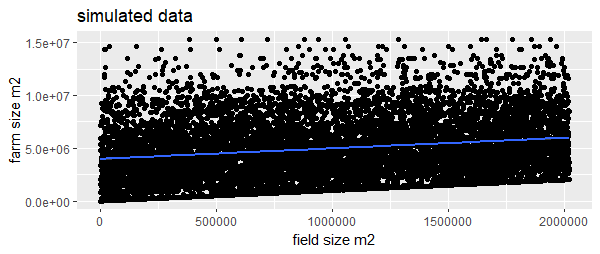 simulated data
farm size m2
1.5e+07
1.0e+07
5.0e+06
0.0e+00
0 500000 1000000 1500000 2000000
field size m2